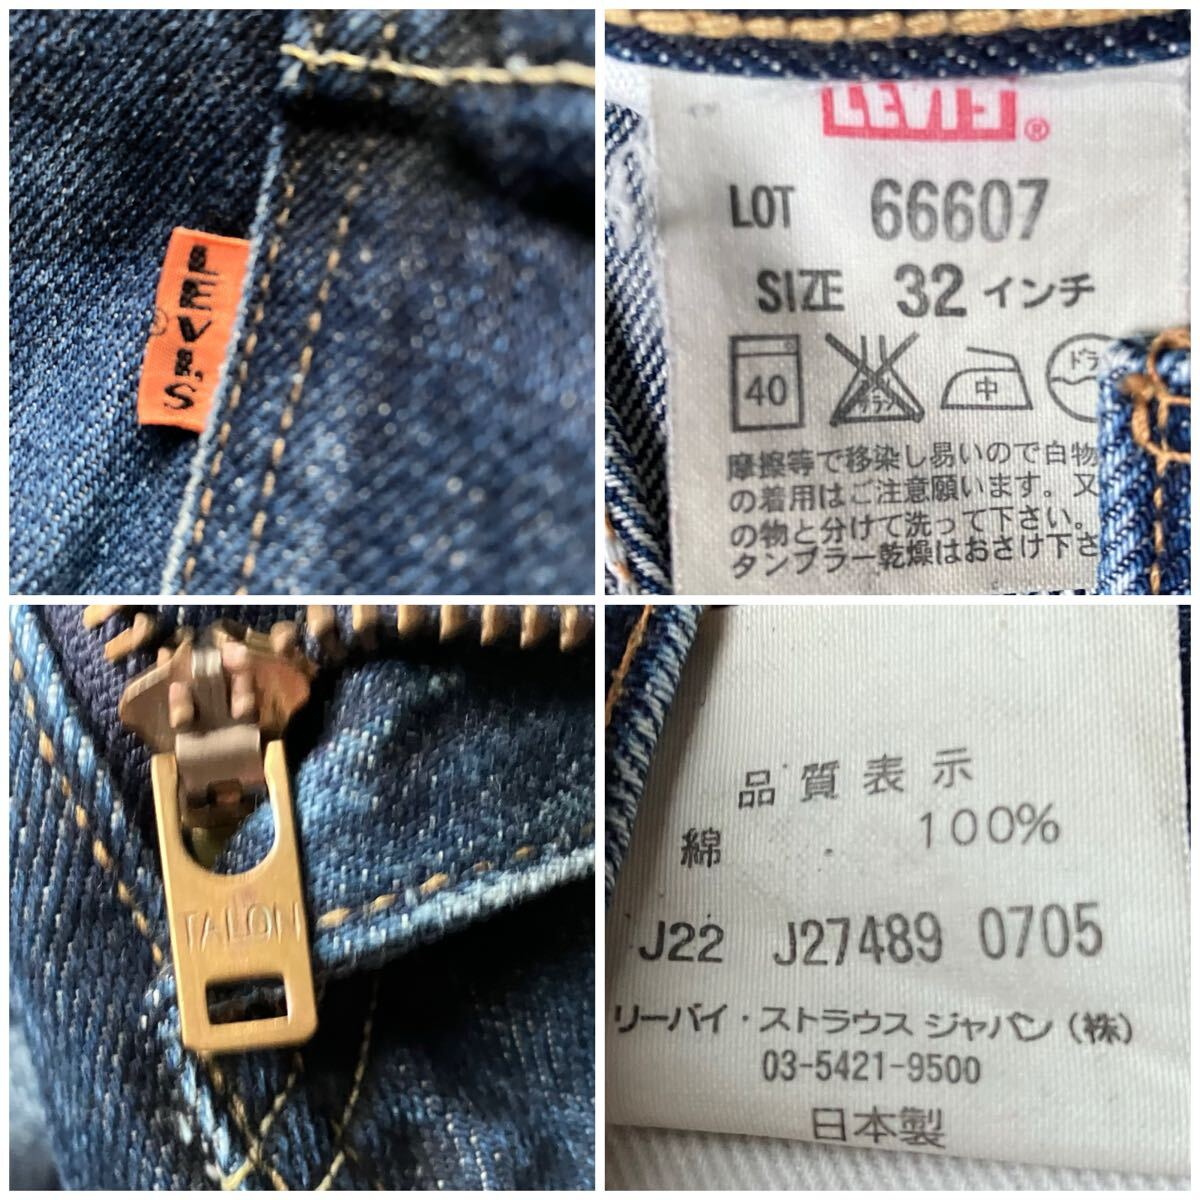 LEVI'S
®
LEVI'S®
LOT 66607
SIZE 32インチ
40 中 ドラ
摩擦等で移染し易いので白物
の着用はご注意願います。又
の物と分けて洗って下さい。
タンブラー乾燥はおさけ下さ
TALON
品質表示
綿 100%
J22 J27489 0705
リーバイ・ストラウス ジャパン(株)
03-5421-9500
日本製